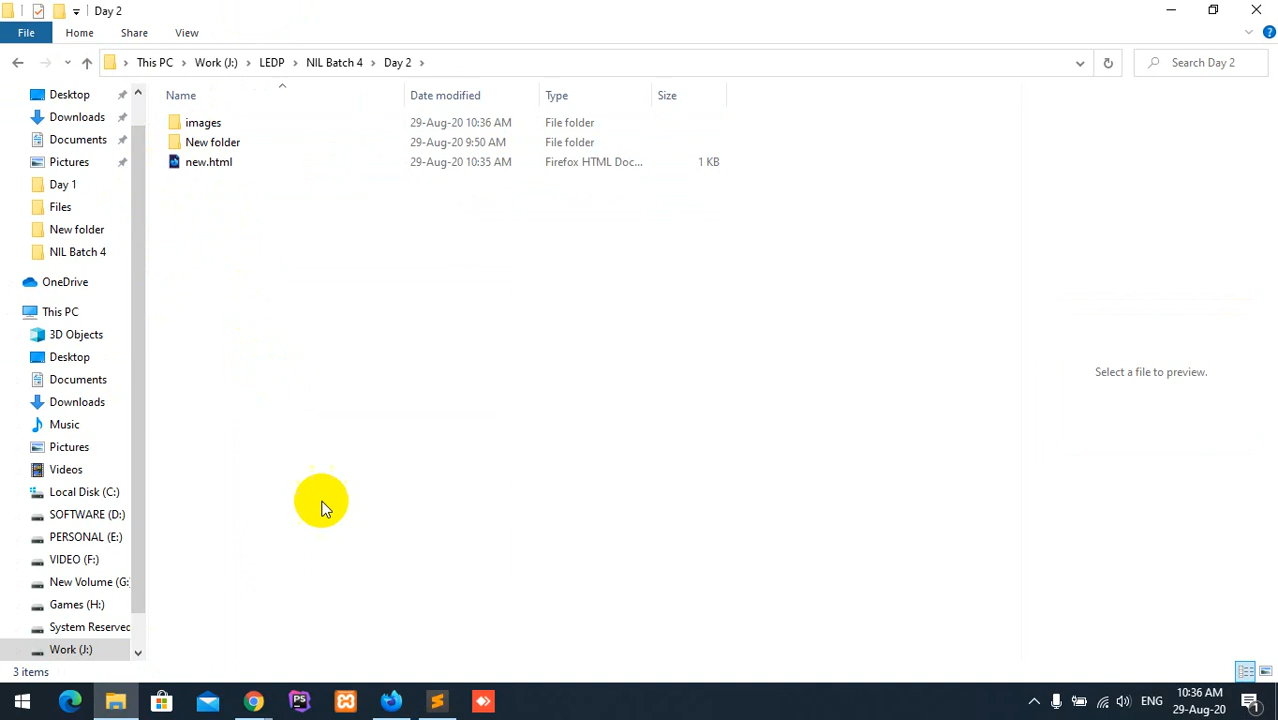 Day 2
File Home Share View
This PC Work (J:) LEDP NIL Batch 4 Day 2 Search Day 2
Name Date modified Type Size
images 29-Aug-20 10:36 AM File folder
New folder 29-Aug-20 9:50 AM File folder
new.html 29-Aug-20 10:35 AM Firefox HTML Doc... 1 KB
Desktop
Downloads
Documents
Pictures
Day 1
Files
New folder
NIL Batch 4
OneDrive
This PC
3D Objects
Desktop
Documents
Downloads
Music
Pictures
Videos
Local Disk (C:)
SOFTWARE (D:)
PERSONAL (E:)
VIDEO (F:)
New Volume (G:
Games (H:)
System Reserved
Work (J:)
Select a file to preview.
3 items
PS
ENG
10:36 AM
29-Aug-20
1